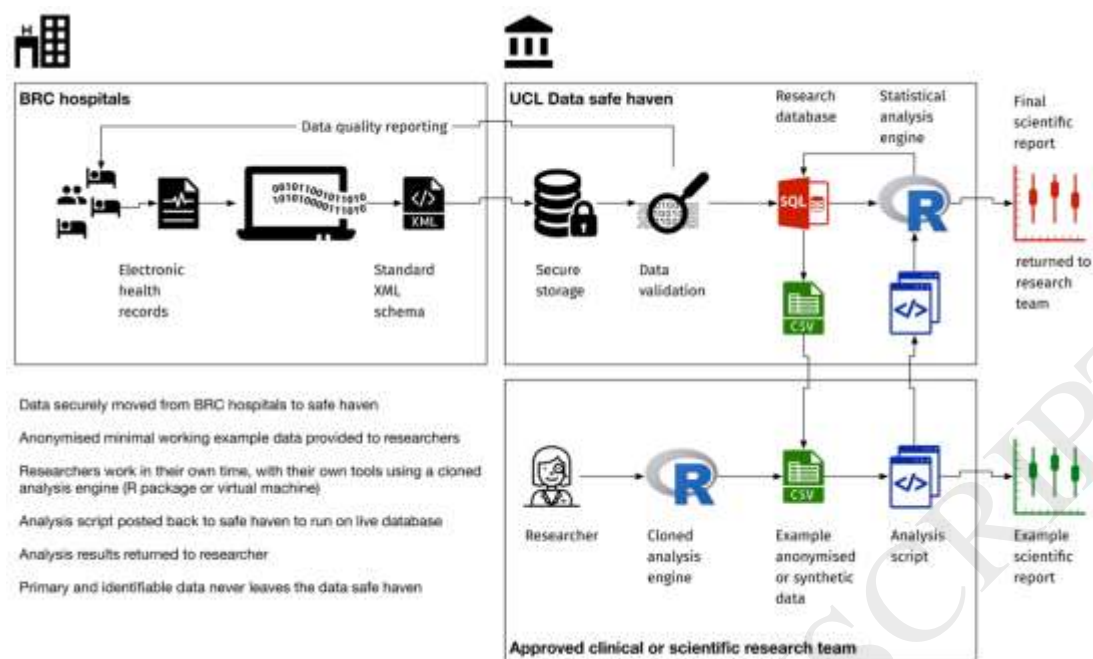 H
BRC hospitals
Data quality reporting
001011001011010
101010000111010
XML
Electronic
health
records
Standard
XML
schema
UCL Data safe haven
Research
database
Statistical
analysis
engine
SQL
R
Secure
storage
Data
validation
CSV
Final
scientific
report
returned to
research
team
Data securely moved from BRC hospitals to safe haven
Anonymised minimal working example data provided to researchers
Researchers work in their own time, with their own tools using a cloned
analysis engine (R package or virtual machine)
Analysis script posted back to safe haven to run on live database
Analysis results returned to researcher
Primary and identifiable data never leaves the data safe haven
R
CSV
Researcher
Cloned
analysis
engine
Example
anonymised
or synthetic
data
Analysis
script
Example
scientific
report
Approved clinical or scientific research team
SCRIPT